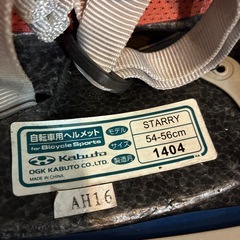 自転車用ヘルメット
for Bicycle Sports
Kabuto
OGK KABUTO CO.,LTD.
MADE IN CHINA
モデル STARRY
サイズ 54-56cm
製造月 1404
AH16